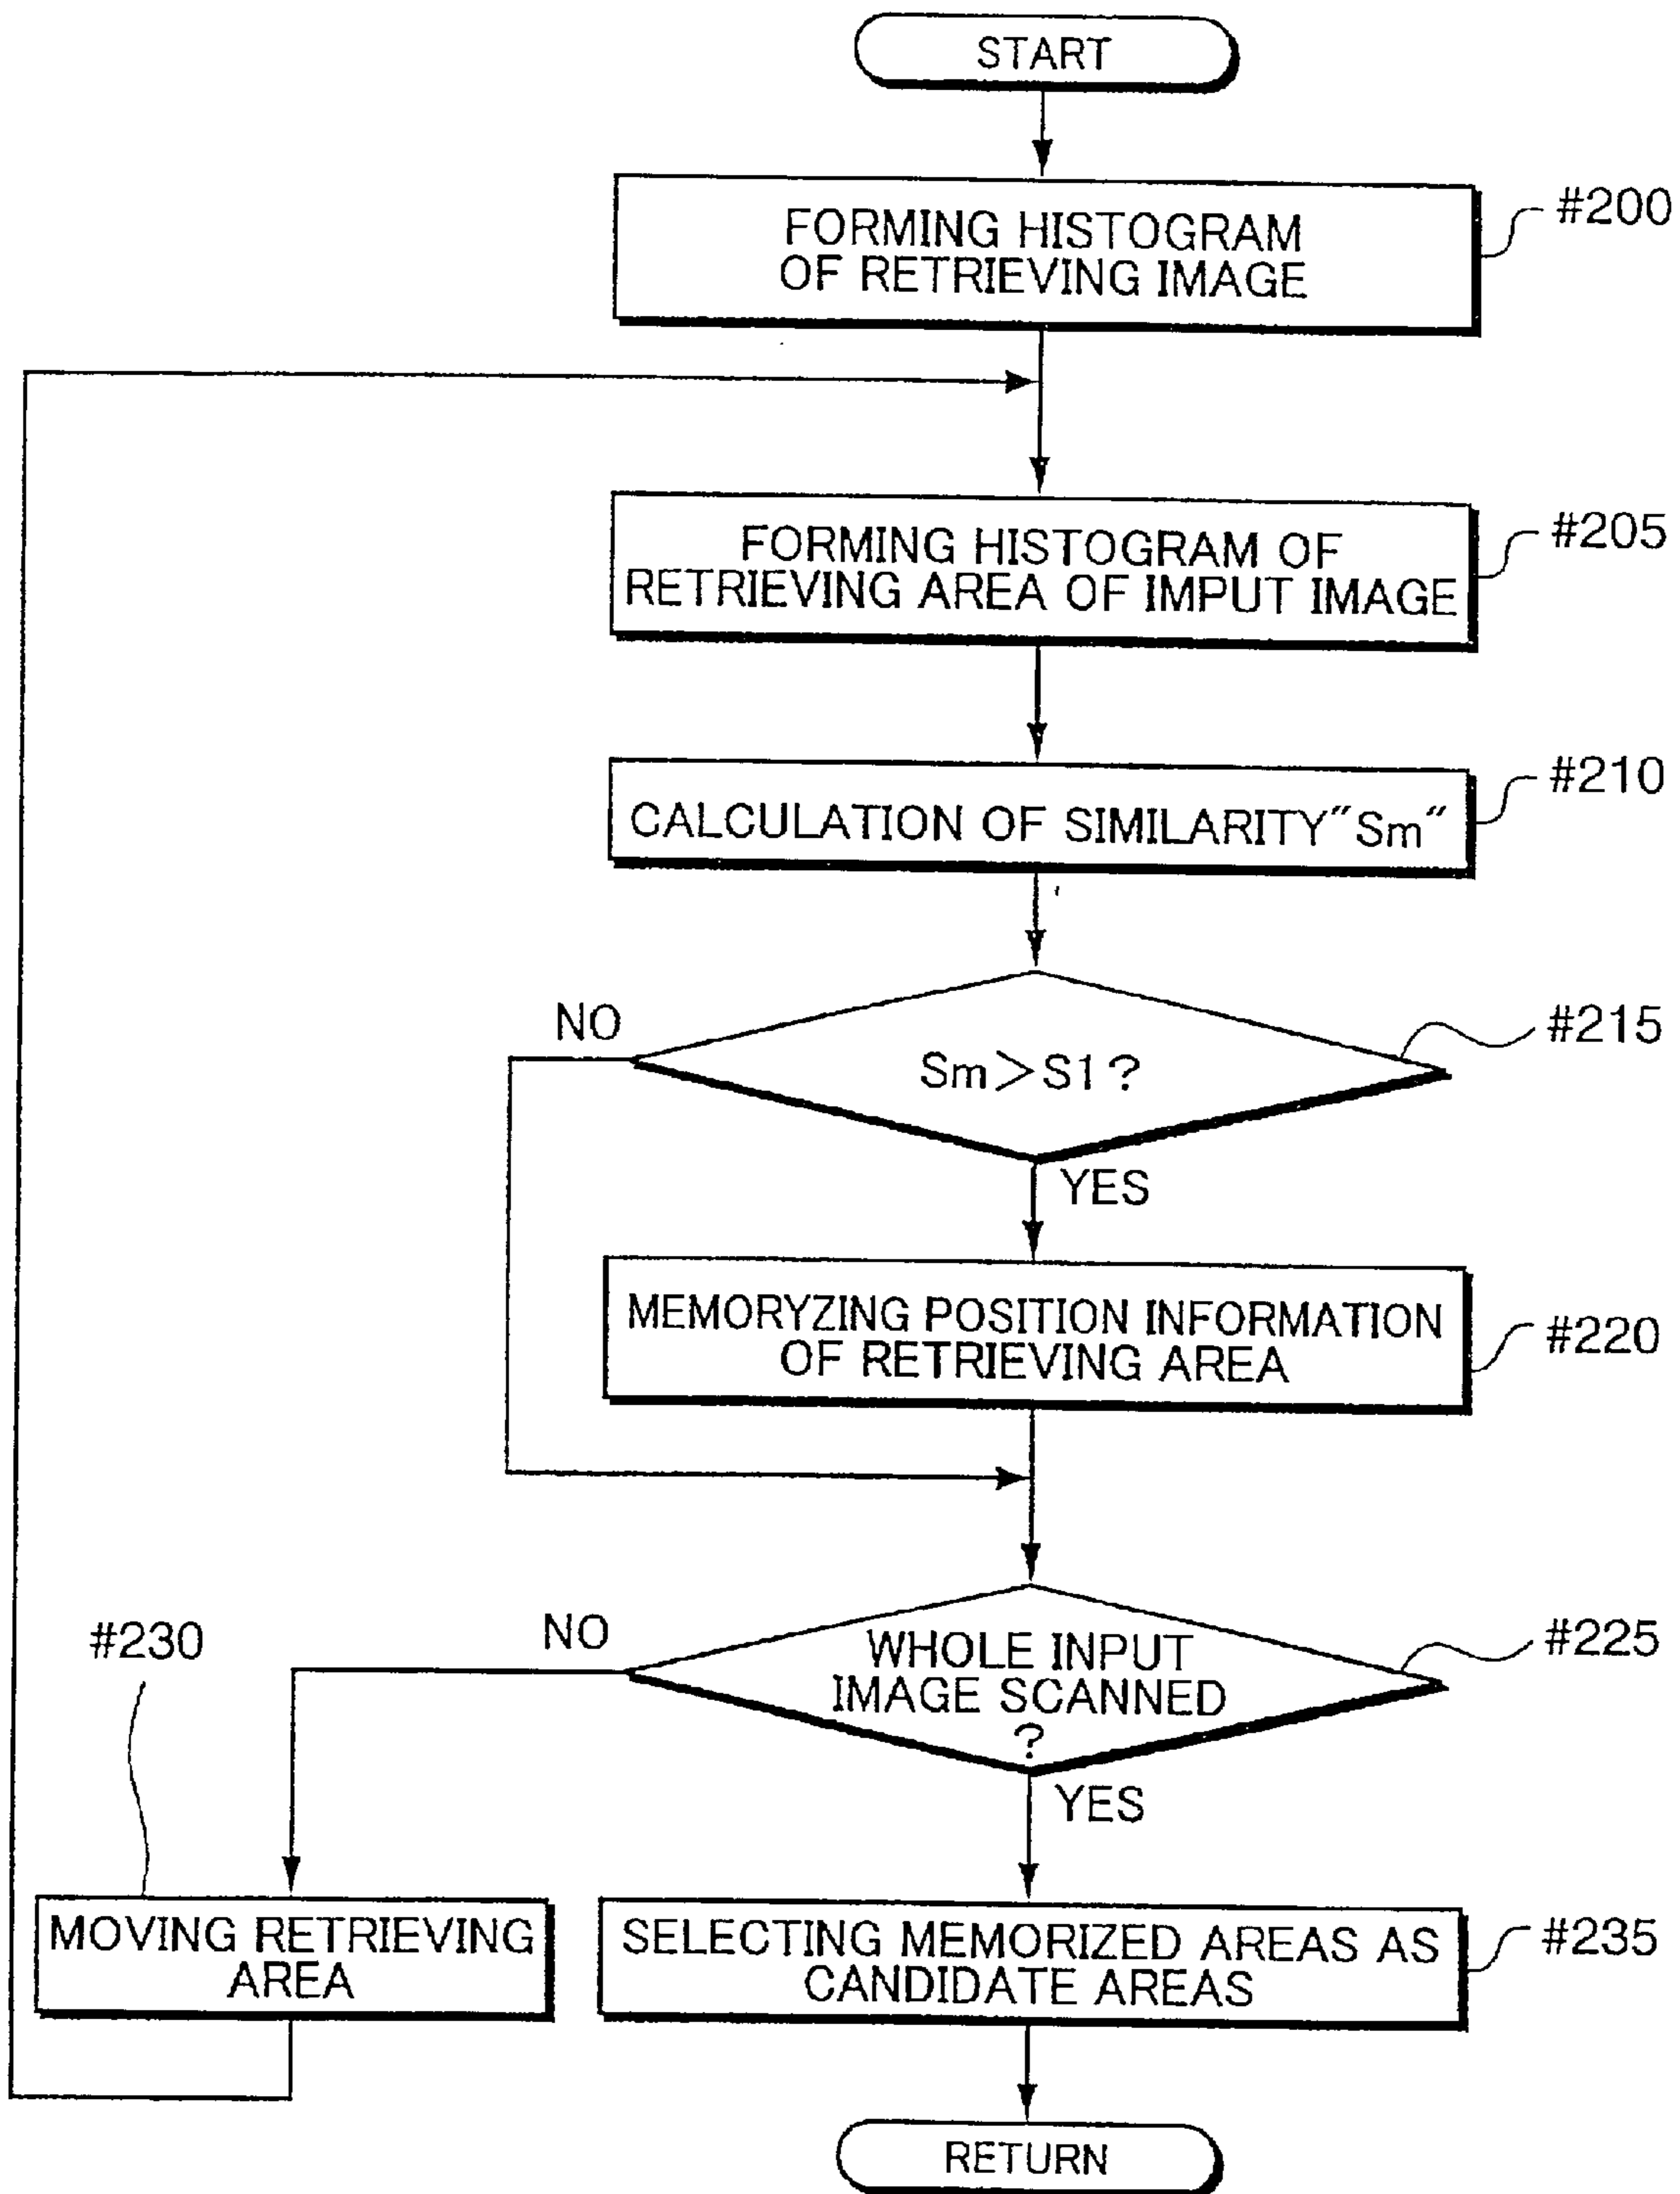 START
FORMING HISTOGRAM
OF RETRIEVING IMAGE
#200
FORMING HISTOGRAM OF
RETRIEVING AREA OF IMPUT IMAGE
#205
CALCULATION OF SIMILARITY"Sm"
#210
NO
Sm>S1?
#215
YES
MEMORYZING POSITION INFORMATION
OF RETRIEVING AREA
#220
#230
NO
WHOLE INPUT
IMAGE SCANNED
?
#225
YES
MOVING RETRIEVING
AREA
SELECTING MEMORIZED AREAS AS
CANDIDATE AREAS
#235
RETURN